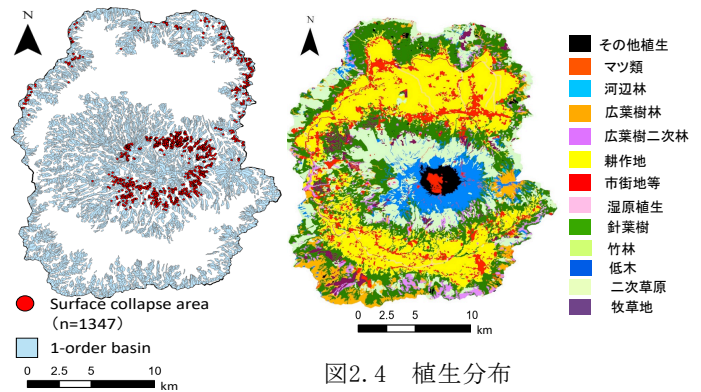 N
Surface collapse area
（n=1347）
1-order basin
0 2.5 5 10
km
N
0 2.5 5 10
km
図2.4 植生分布
その他植生
マツ類
河辺林
広葉樹林
広葉樹二次林
耕作地
市街地等
湿原植生
針葉樹
竹林
低木
二次草原
牧草地